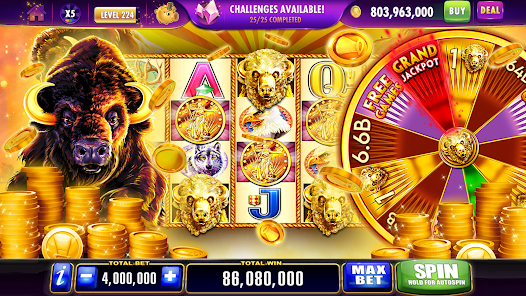 X5
LEVEL 224
CHALLENGES AVAILABLE!
25/25 COMPLETED
803,963,000
BUY
DEAL
A
Q
J
FREE
GAMES
GRAND
JACKPOT
1
6.6B
TOTAL BET
4,000,000
TOTAL WIN
86,080,000
MAX
BET
SPIN
HOLD FOR AUTOSPIN